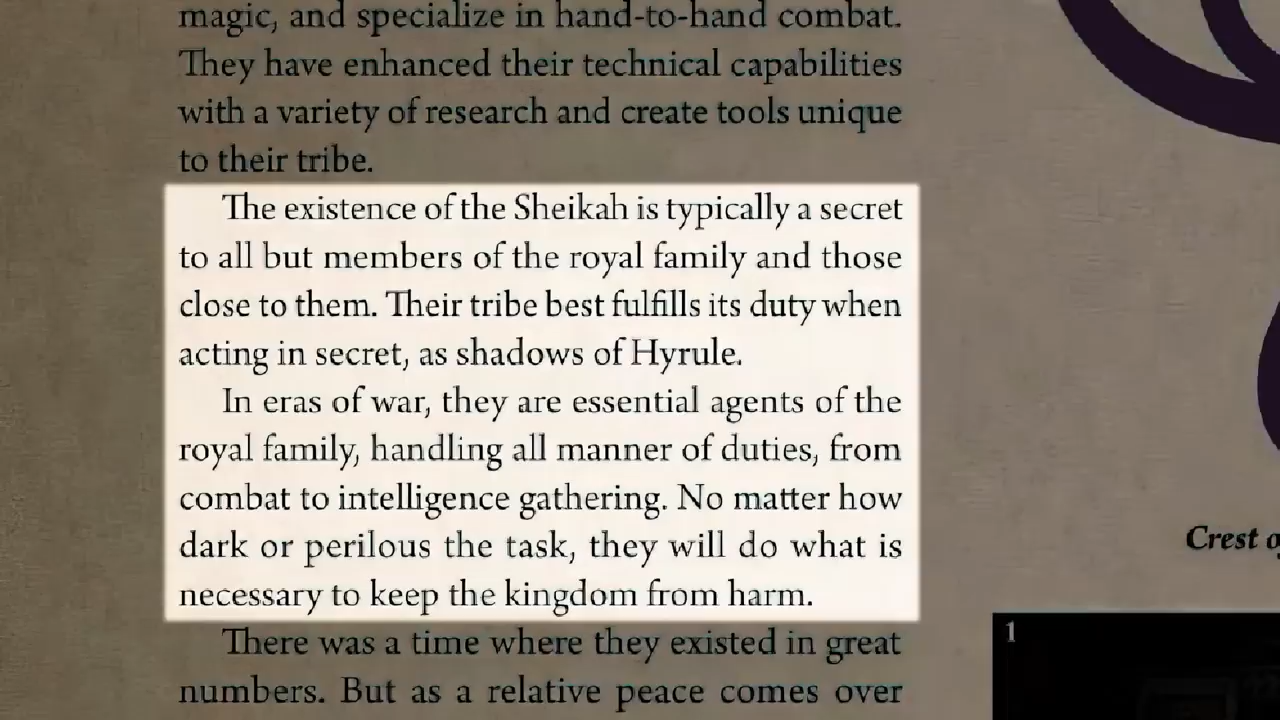 magic, and specialize in hand-to-hand combat.
They have enhanced their technical capabilities
with a variety of research and create tools unique
to their tribe.
The existence of the Sheikah is typically a secret
to all but members of the royal family and those
close to them. Their tribe best fulfills its duty when
acting in secret, as shadows of Hyrule.
In eras of war, they are essential agents of the
royal family, handling all manner of duties, from
combat to intelligence gathering. No matter how
dark or perilous the task, they will do what is
necessary to keep the kingdom from harm.
There was a time where they existed in great
numbers. But as a relative peace comes over
Crest o
1